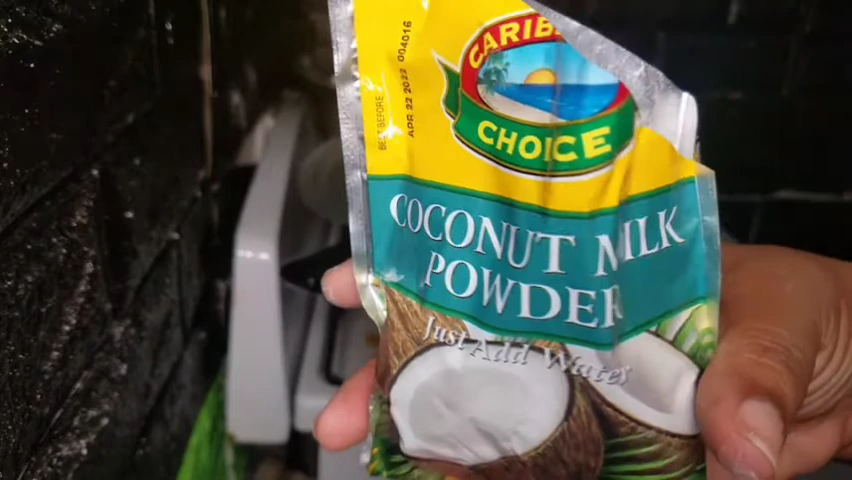 CARIB
CHOICE
BEST BEFORE
APR 22 2022 004016
COCONUT MILK
POWDER
Just Add Water